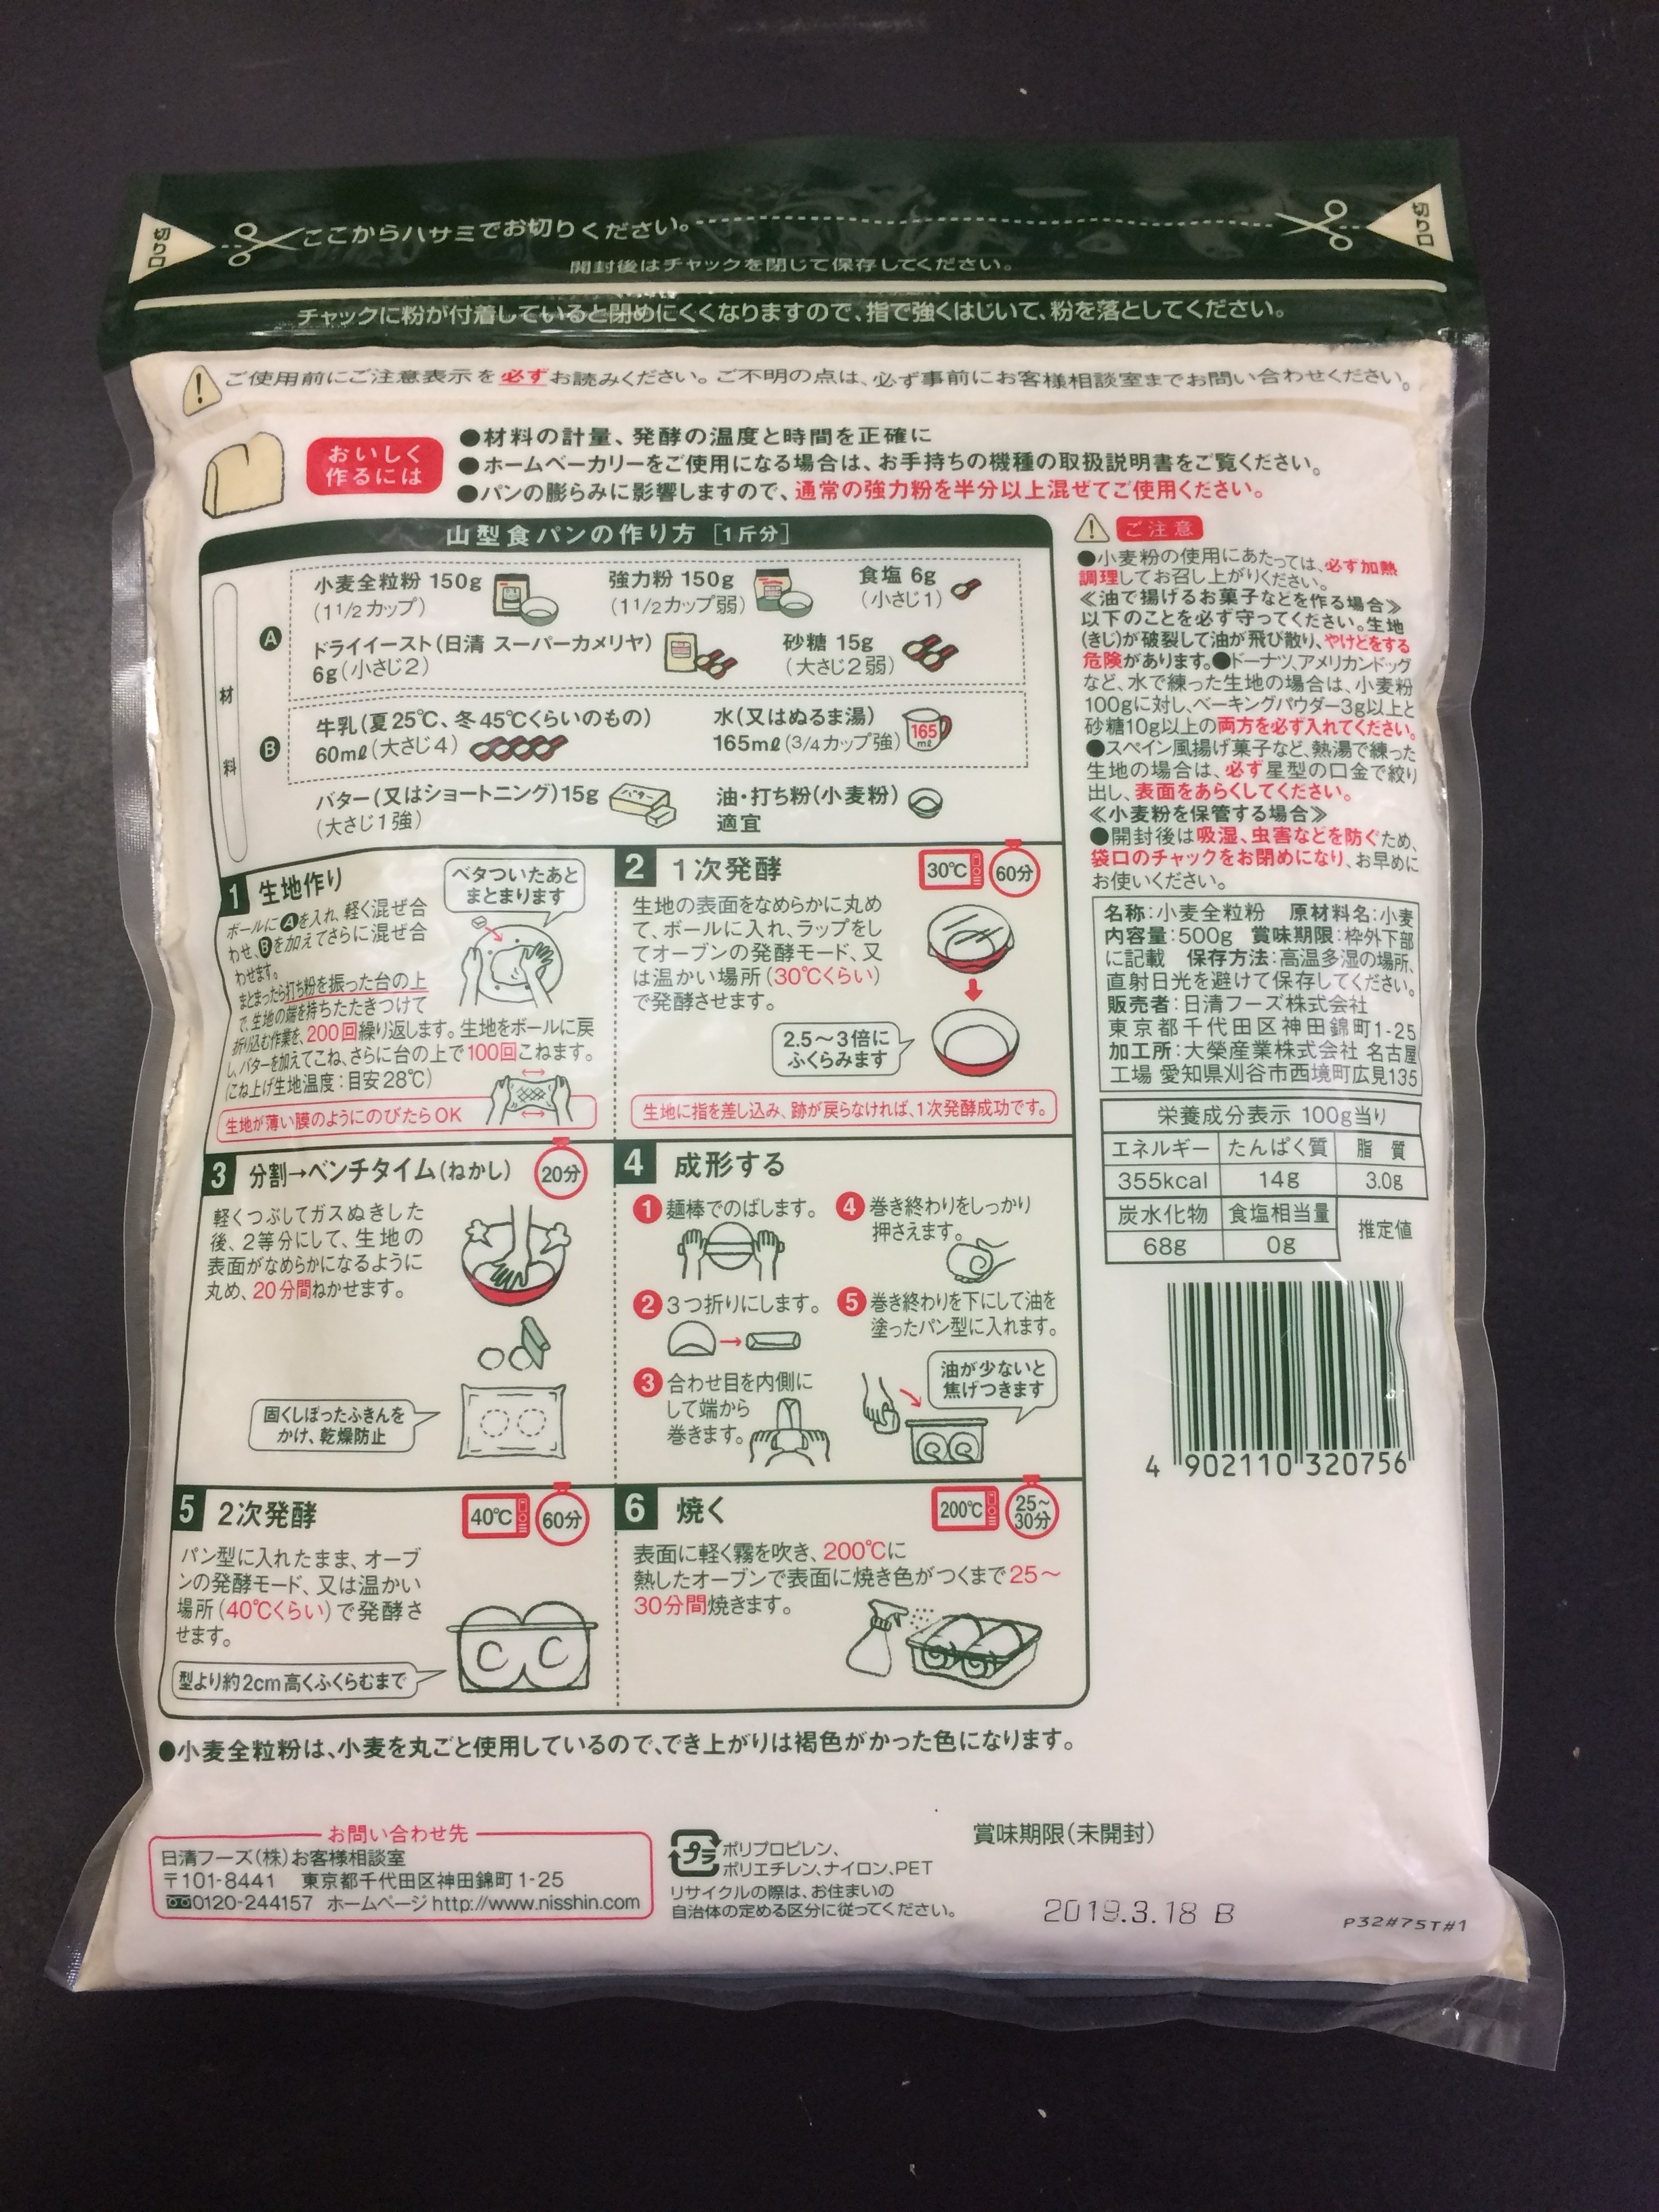 切り口
ここからハサミでお切りください。
切り口
開封後はチャックを閉じて保存してください。
チャックに粉が付着していると閉めにくくなりますので、指で強くはじいて、粉を落としてください。
ご使用前にご注意表示を必ずお読みください。ご不明の点は、必ず事前にお客様相談室までお問い合わせください。
おいしく
作るには
●材料の計量、発酵の温度と時間を正確に
●ホームベーカリーをご使用になる場合は、お手持ちの機種の取扱説明書をご覧ください。
●パンの膨らみに影響しますので、通常の強力粉を半分以上混ぜてご使用ください。
山型食パンの作り方 [1斤分]
材料
A
小麦全粒粉 150g
(1 1/2カップ)
強力粉 150g
(1 1/2カップ弱)
食塩 6g
(小さじ1)
ドライイースト(日清 スーパーカメリヤ)
6g(小さじ2)
砂糖 15g
(大さじ2弱)
B
牛乳(夏25℃、冬45℃くらいのもの)
60mℓ(大さじ4)
水(又はぬるま湯)
165mℓ(3/4カップ強)
165
mℓ
バター(又はショートニング)15g
(大さじ1強)
バター
油・打ち粉(小麦粉)
適宜
1 生地作り
ベタついたあと
まとまります
ボールにAを入れ、軽く混ぜ合
わせ、Bを加えてさらに混ぜ合
わせます。
まとまったら打ち粉を振った台の上
で、生地の端を持ちたたきつけて
折り込む作業を、200回繰り返します。生地をボールに戻
し、バターを加えてこね、さらに台の上で100回こねます。
(こね上げ生地温度:目安28℃)
生地が薄い膜のようにのびたらOK
2 1次発酵
30℃
60分
生地の表面をなめらかに丸め
て、ボールに入れ、ラップをし
てオーブンの発酵モード、又
は温かい場所(30℃くらい)
で発酵させます。
2.5～3倍に
ふくらみます
生地に指を差し込み、跡が戻らなければ、1次発酵成功です。
3 分割→ベンチタイム(ねかし)
20分
軽くつぶしてガスぬきした
後、2等分にして、生地の
表面がなめらかになるように
丸め、20分間ねかせます。
固くしぼったふきんを
かけ、乾燥防止
4 成形する
1 麺棒でのばします。
2 3つ折りにします。
3 合わせ目を内側に
して端から
巻きます。
4 巻き終わりをしっかり
押さえます。
5 巻き終わりを下にして油を
塗ったパン型に入れます。
油が少ないと
焦げつきます
5 2次発酵
40℃
60分
パン型に入れたまま、オーブ
ンの発酵モード、又は温かい
場所(40℃くらい)で発酵さ
せます。
型より約2cm高くふくらむまで
6 焼く
200℃
25～
30分
表面に軽く霧を吹き、200℃に
熱したオーブンで表面に焼き色がつくまで25～
30分間焼きます。
●小麦全粒粉は、小麦を丸ごと使用しているので、でき上がりは褐色がかった色になります。
ご注意
●小麦粉の使用にあたっては、必ず加熱
調理してお召し上がりください。
≪油で揚げるお菓子などを作る場合≫
以下のことを必ず守ってください。生地
(きじ)が破裂して油が飛び散り、やけどをする
危険があります。●ドーナツ、アメリカンドッグ
など、水で練った生地の場合は、小麦粉
100gに対し、ベーキングパウダー3g以上と
砂糖10g以上の両方を必ず入れてください。
●スペイン風揚げ菓子など、熱湯で練った
生地の場合は、必ず星型の口金で絞り
出し、表面をあらくしてください。
≪小麦粉を保管する場合≫
●開封後は吸湿、虫害などを防ぐため、
袋口のチャックをお閉めになり、お早めに
お使いください。
名称:小麦全粒粉 原材料名:小麦
内容量:500g 賞味期限:枠外下部
に記載 保存方法:高温多湿の場所、
直射日光を避けて保存してください。
販売者:日清フーズ株式会社
東京都千代田区神田錦町1-25
加工所:大榮産業株式会社 名古屋
工場 愛知県刈谷市西境町広見135
栄養成分表示 100g当り
エネルギー たんぱく質 脂質
355kcal 14g 3.0g
炭水化物 食塩相当量 推定値
68g 0g
4 902110 320756
お問い合わせ先
日清フーズ(株)お客様相談室
〒101-8441 東京都千代田区神田錦町1-25
0120-244157 ホームページ http://www.nisshin.com
プラ
ポリプロピレン、
ポリエチレン、ナイロン、PET
リサイクルの際は、お住まいの
自治体の定める区分に従ってください。
賞味期限(未開封)
2019.3.18 B
P32#75T#1